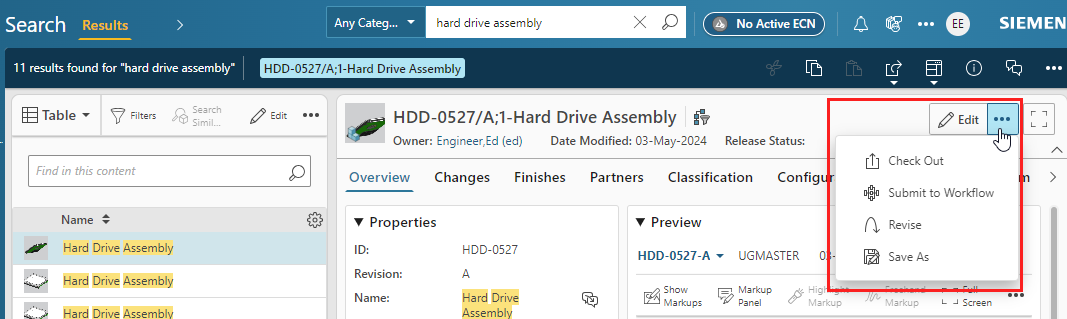 Search Results
Any Categ...
hard drive assembly
No Active ECN
EE
SIEMEN
11 results found for "hard drive assembly"
HDD-0527/A;1-Hard Drive Assembly
Table
Filters
Search
Simil...
Edit
Find in this content
Name
Hard Drive Assembly
Hard Drive Assembly
Hard Drive Assembly
HDD-0527/A;1-Hard Drive Assembly
Owner: Engineer,Ed (ed) Date Modified: 03-May-2024 Release Status:
Edit
Check Out
Submit to Workflow
Revise
Save As
Overview Changes Finishes Partners Classification Configur m
Properties
ID: HDD-0527
Revision: A
Name: Hard Drive
Assembly
Preview
HDD-0527-A UGMASTER 03-
Show
Markups
Markup
Panel
Highlight
Markup
Freehand
Markup
Full
Screen